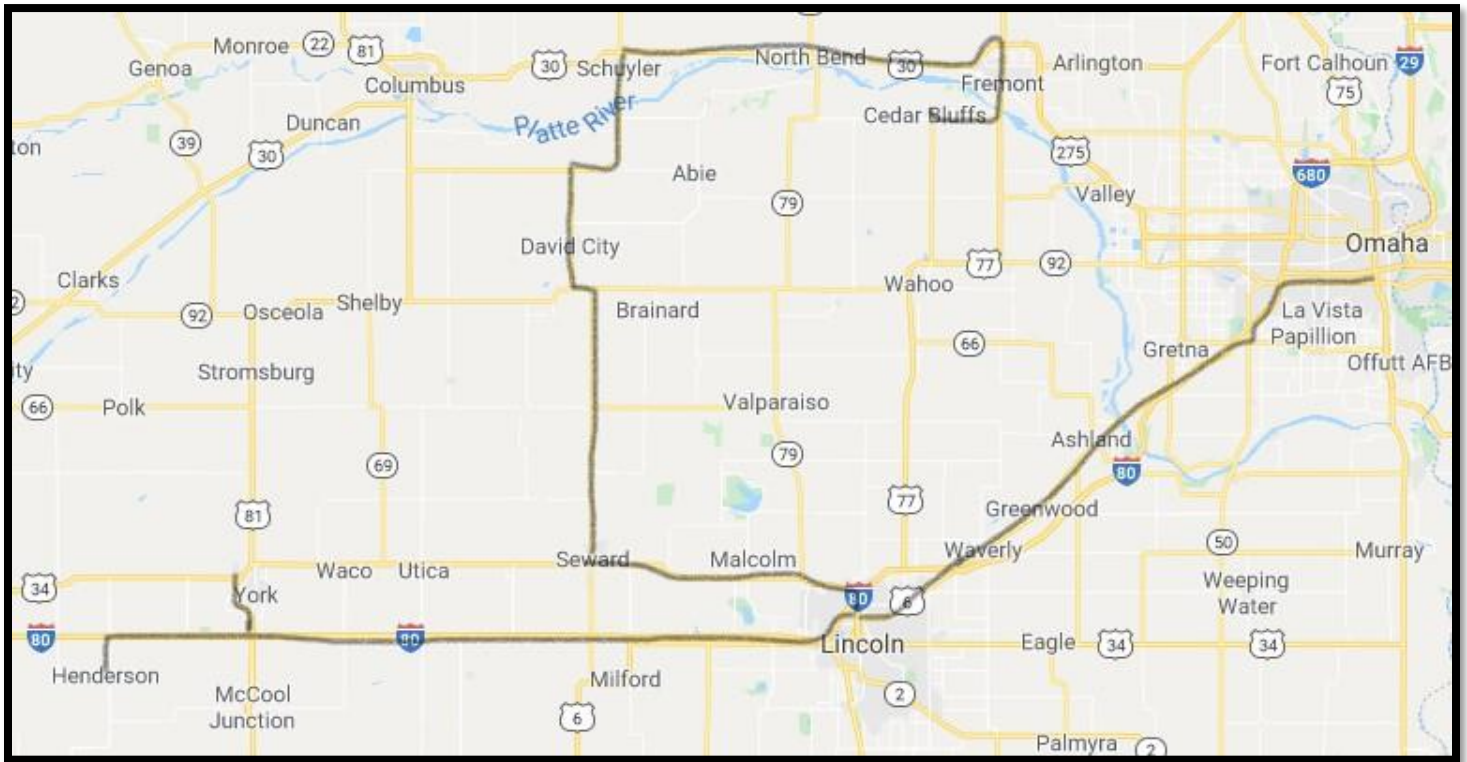 Monroe 22 81
Genoa
Columbus
30 Schuyler
North Bend 30
Arlington
Fort Calhoun 29
Fremont
75
Platte River
Cedar Bluffs
ton
39
Duncan
30
275
Abie
680
Valley
79
David City
Omaha
Clarks
77 92
Wahoo
2
92 Osceola Shelby
Brainard
La Vista
Papillion
66
Gretna
Offutt AFB
ity
Stromsburg
66 Polk
Valparaiso
Ashland
69
79
80
77
Greenwood
81
50
Seward Malcolm
Waverly
Murray
34
Waco Utica
York
80
6
Weeping
Water
80
80
Lincoln
Eagle 34 34
Henderson
Milford
McCool
Junction
6
2
Palmyra 2